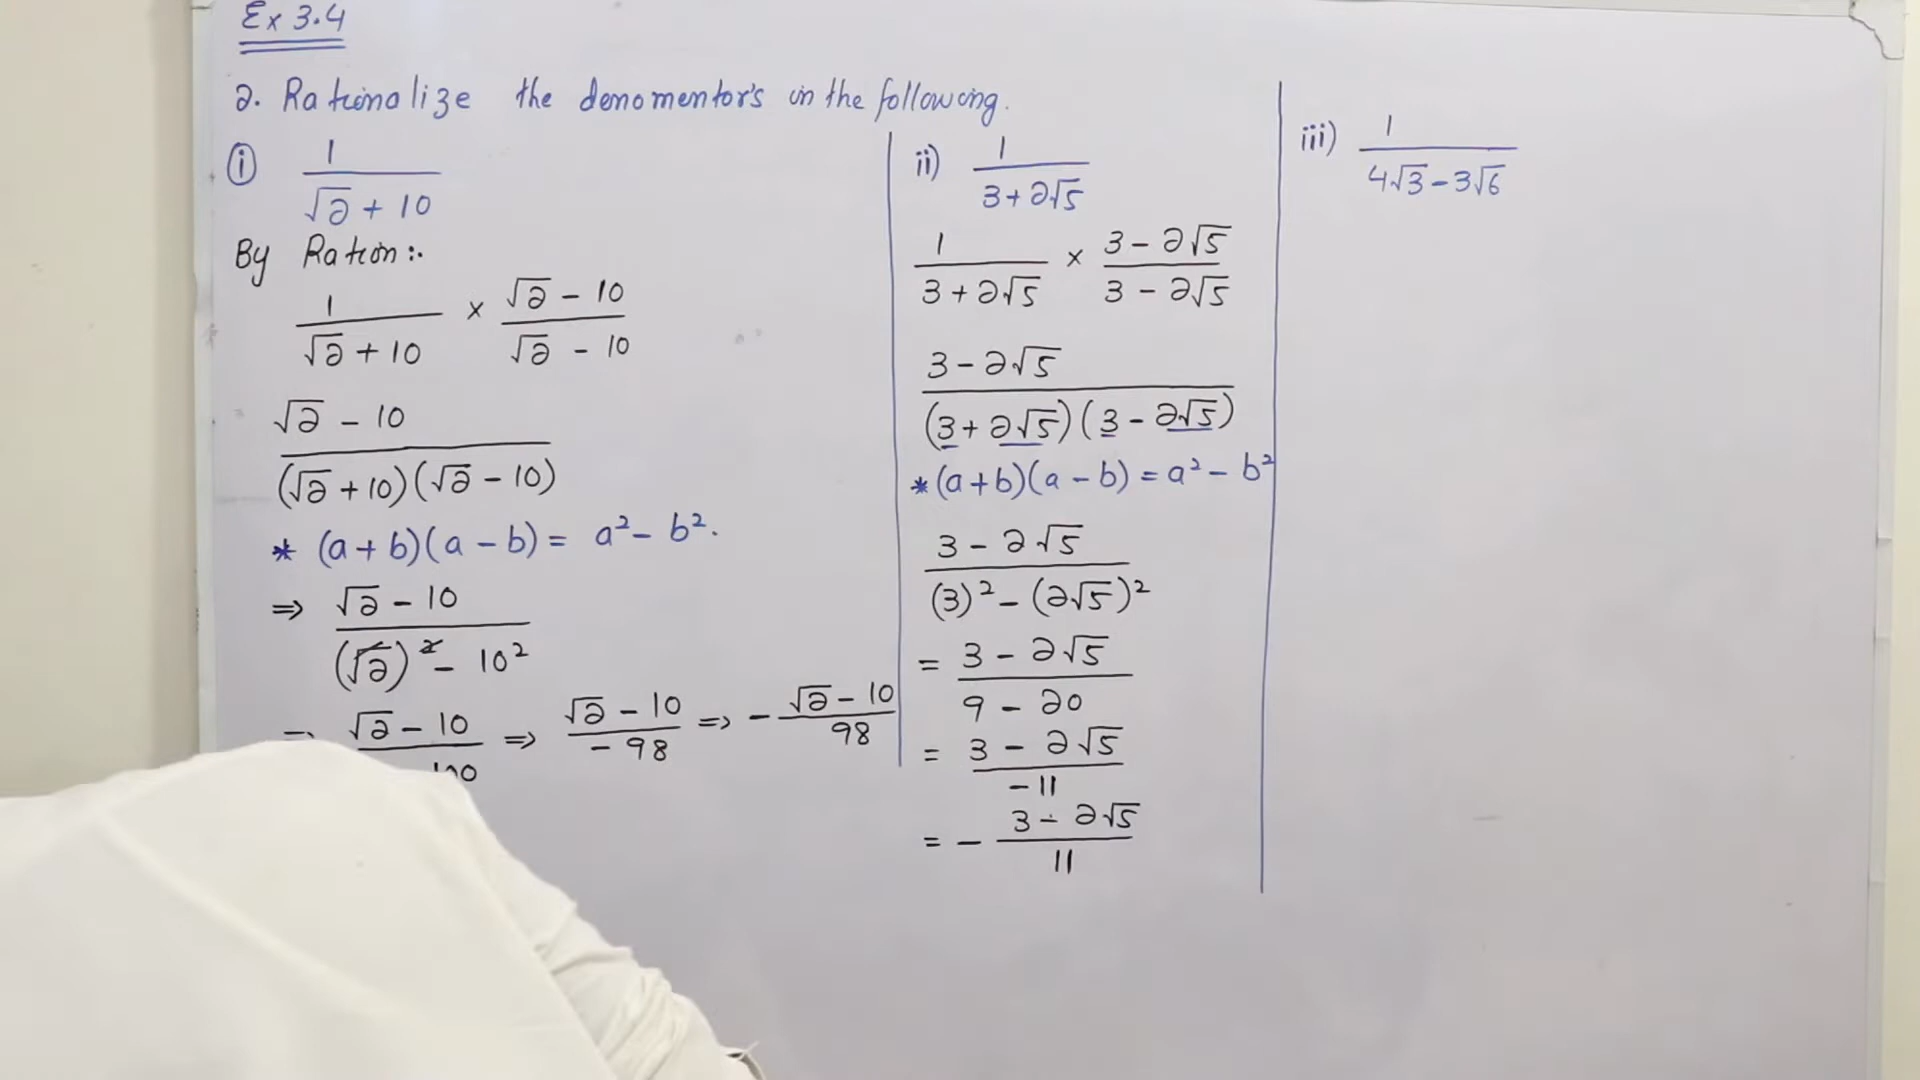 Ex 3.4
2. Rationalize the denomentor's in the following.
(i) 1/(√2 + 10)
By Ration:.
1/(√2 + 10) × (√2 - 10)/(√2 - 10)
(√2 - 10)/((√2 + 10)(√2 - 10))
* (a + b)(a - b) = a² - b².
⇒ (√2 - 10)/((√2)² - 10²)
√2 - 10 ⇒ (√2 - 10)/(-98) ⇒ -(√2 - 10)/98
ii) 1/(3 + 2√5)
1/(3 + 2√5) × (3 - 2√5)/(3 - 2√5)
(3 - 2√5)/((3 + 2√5)(3 - 2√5))
* (a + b)(a - b) = a² - b²
(3 - 2√5)/((3)² - (2√5)²)
= (3 - 2√5)/(9 - 20)
= (3 - 2√5)/(-11)
= -(3 - 2√5)/11
iii) 1/(4√3 - 3√6)